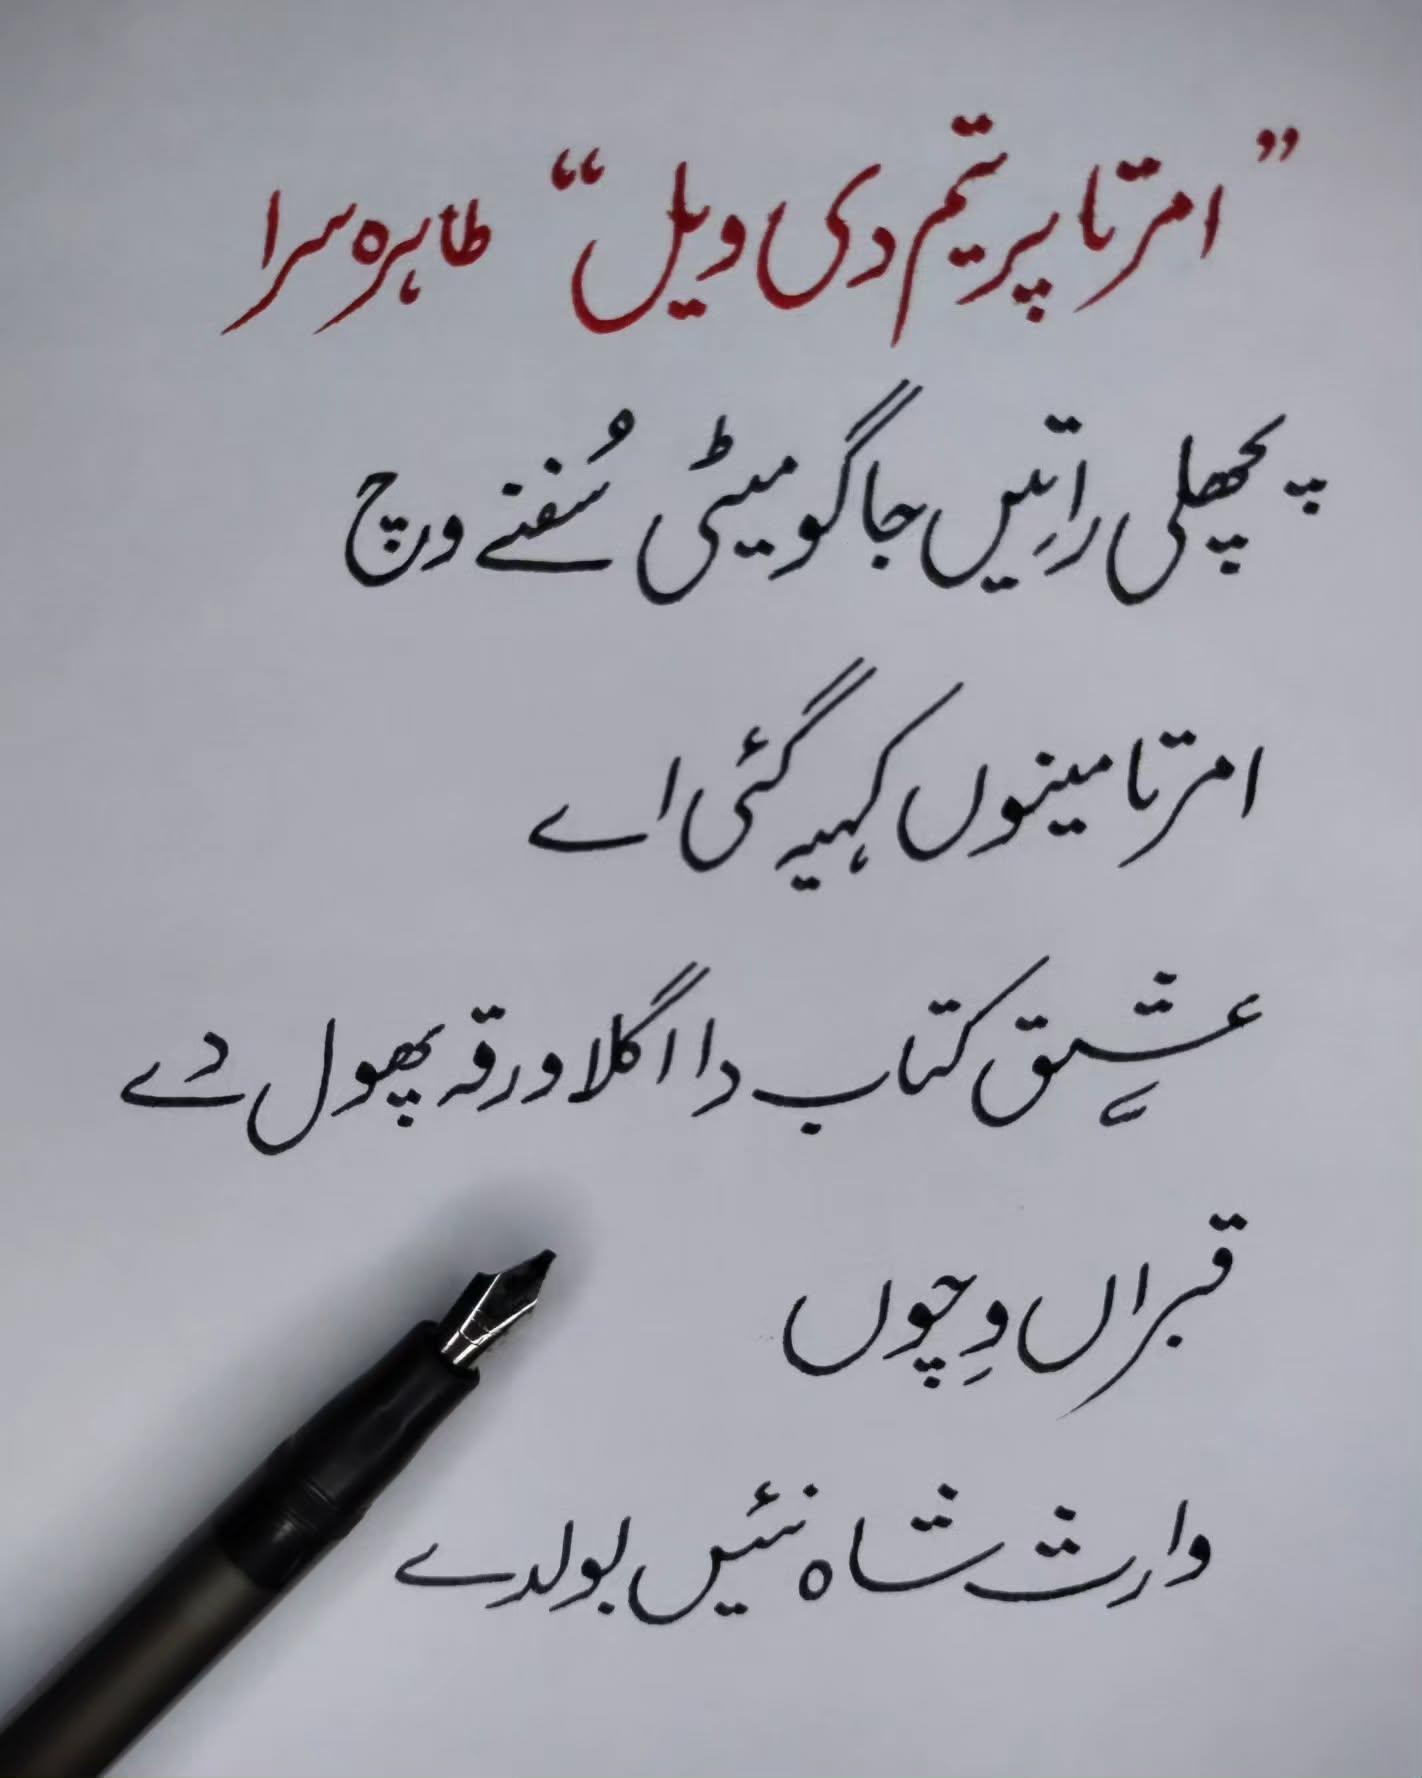 ”امرتا پریتم دی ویل“ طاہرہ سرا
پچھلی راتیں جاگو میٹی سُفنے وچ
امرتا مینوں کہیہ گئی اے
عشق کتاب دا اگلا ورقہ پھول دے
قبراں وِچوں
وارث شاہ نئیں بولدے